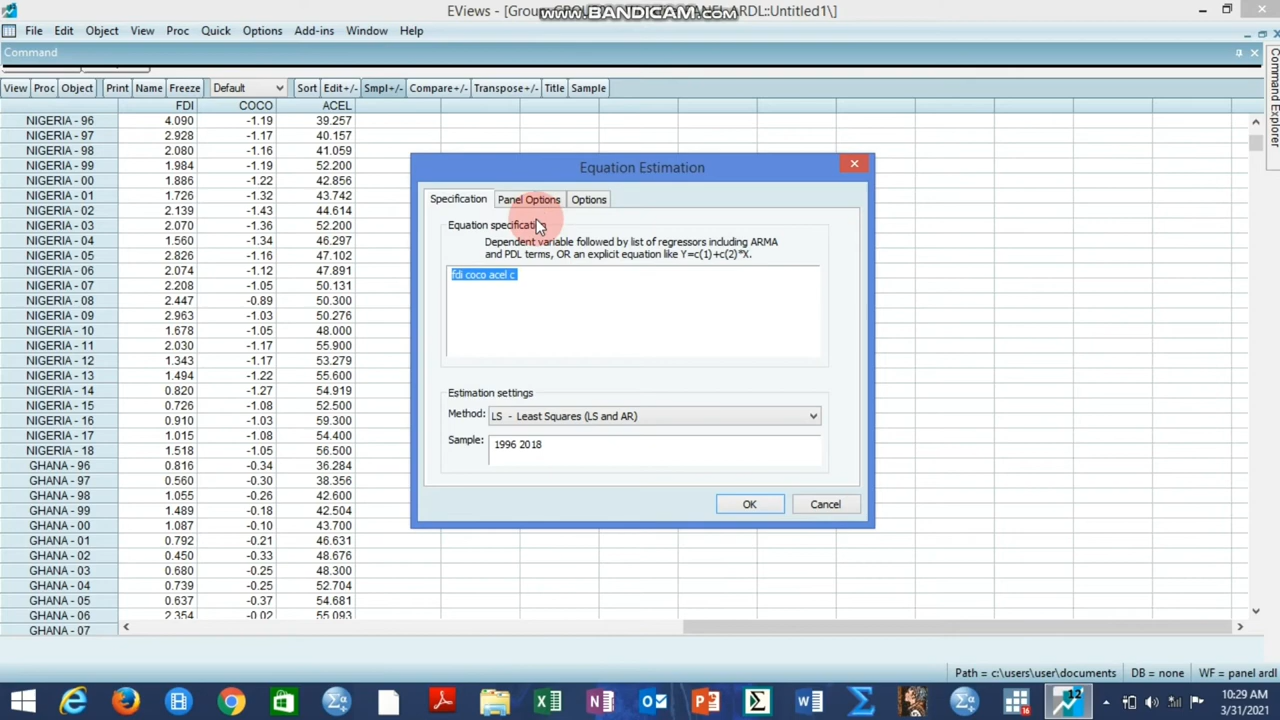 EViews - [Group: GROUP
www.BANDICAM.com
ANEL ARDL::Untitled1\]
File Edit Object View Proc Quick Options Add-ins Window Help
Command
View Proc Object Print Name Freeze Default Sort Edit+/- Smpl+/- Compare+/- Transpose+/- Title Sample
Command Explorer
FDI COCO ACEL
NIGERIA - 96 4.090 -1.19 39.257
NIGERIA - 97 2.928 -1.17 40.157
NIGERIA - 98 2.080 -1.16 41.059
NIGERIA - 99 1.984 -1.19 52.200
NIGERIA - 00 1.886 -1.22 42.856
NIGERIA - 01 1.726 -1.32 43.742
NIGERIA - 02 2.139 -1.43 44.614
NIGERIA - 03 2.070 -1.36 52.200
NIGERIA - 04 1.560 -1.34 46.297
NIGERIA - 05 2.826 -1.16 47.102
NIGERIA - 06 2.074 -1.12 47.891
NIGERIA - 07 2.208 -1.05 50.131
NIGERIA - 08 2.447 -0.89 50.300
NIGERIA - 09 2.963 -1.03 50.276
NIGERIA - 10 1.678 -1.05 48.000
NIGERIA - 11 2.030 -1.17 55.900
NIGERIA - 12 1.343 -1.17 53.279
NIGERIA - 13 1.494 -1.22 55.600
NIGERIA - 14 0.820 -1.27 54.919
NIGERIA - 15 0.726 -1.08 52.500
NIGERIA - 16 0.910 -1.03 59.300
NIGERIA - 17 1.015 -1.08 54.400
NIGERIA - 18 1.518 -1.05 56.500
GHANA - 96 0.816 -0.34 36.284
GHANA - 97 0.560 -0.30 38.356
GHANA - 98 1.055 -0.26 42.600
GHANA - 99 1.489 -0.18 42.504
GHANA - 00 1.087 -0.10 43.700
GHANA - 01 0.792 -0.21 46.631
GHANA - 02 0.450 -0.33 48.676
GHANA - 03 0.680 -0.25 48.300
GHANA - 04 0.739 -0.25 52.704
GHANA - 05 0.637 -0.37 54.681
GHANA - 06 2.354 -0.02 55.093
GHANA - 07
Equation Estimation
Specification Panel Options Options
Equation specification
Dependent variable followed by list of regressors including ARMA
and PDL terms, OR an explicit equation like Y=c(1)+c(2)*X.
fdi coco acel c
Estimation settings
Method: LS - Least Squares (LS and AR)
Sample: 1996 2018
OK Cancel
Path = c:\users\user\documents DB = none WF = panel ardl
12
16
10:29 AM
3/31/2021